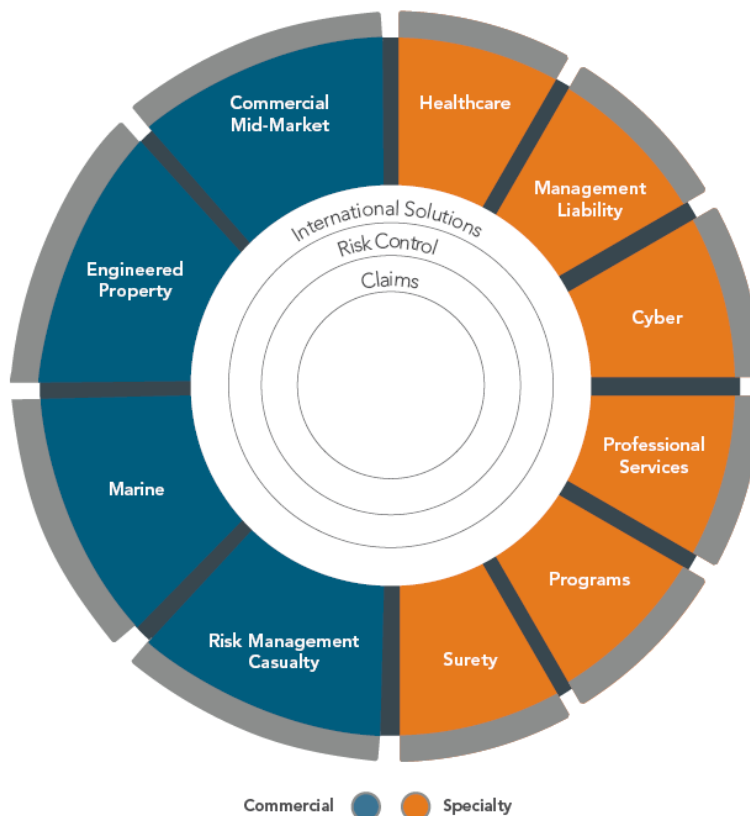 Commercial
Mid-Market
Healthcare
Management
Liability
Cyber
Professional
Services
Programs
Surety
Risk Management
Casualty
Marine
Engineered
Property
International Solutions
Risk Control
Claims
Commercial
Specialty